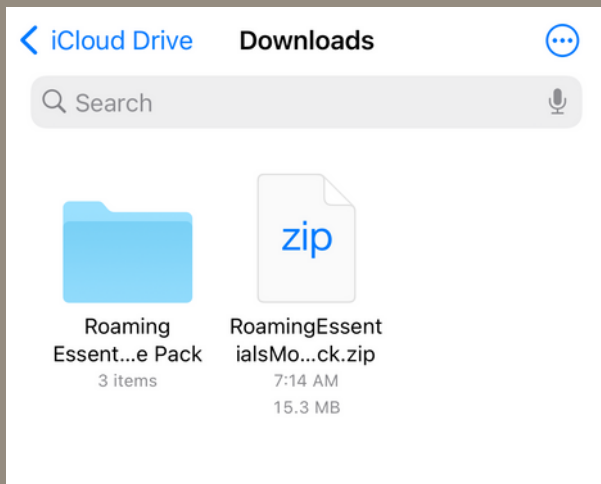 iCloud Drive Downloads
Search
zip
Roaming
Essent...e Pack
3 items
RoamingEssent
ialsMo...ck.zip
7:14 AM
15.3 MB